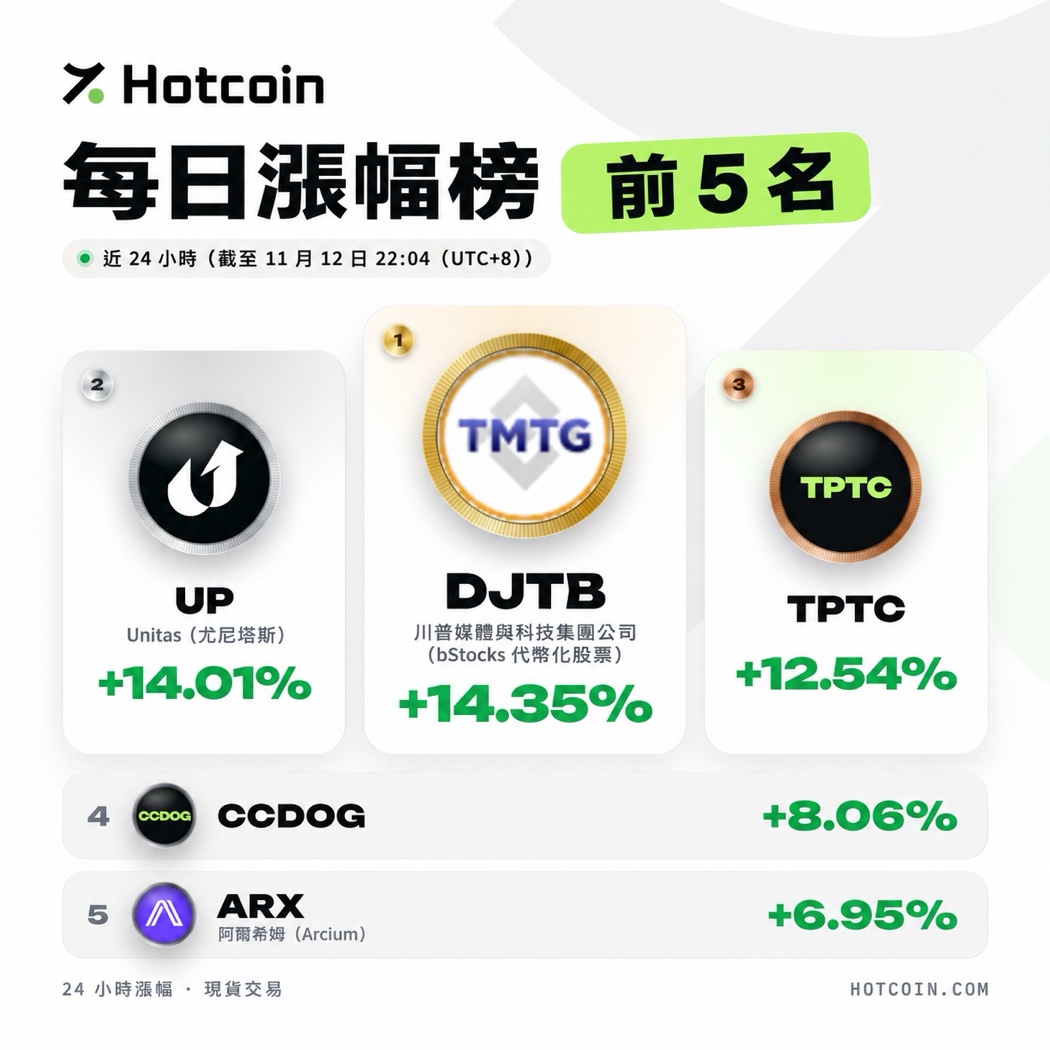 Hotcoin
每日漲幅榜 前5名
近 24 小時（截至 11 月 12 日 22:04（UTC+8））
2
UP
UP
Unitas（尤尼塔斯）
+14.01%
1
TMTG
DJTB
川普媒體與科技集團公司
（bStocks 代幣化股票）
+14.35%
3
TPTC
TPTC
+12.54%
4 CCDOG CCDOG +8.06%
5 ARX +6.95%
阿爾希姆（Arcium）
24 小時漲幅 · 現貨交易
HOTCOIN.COM